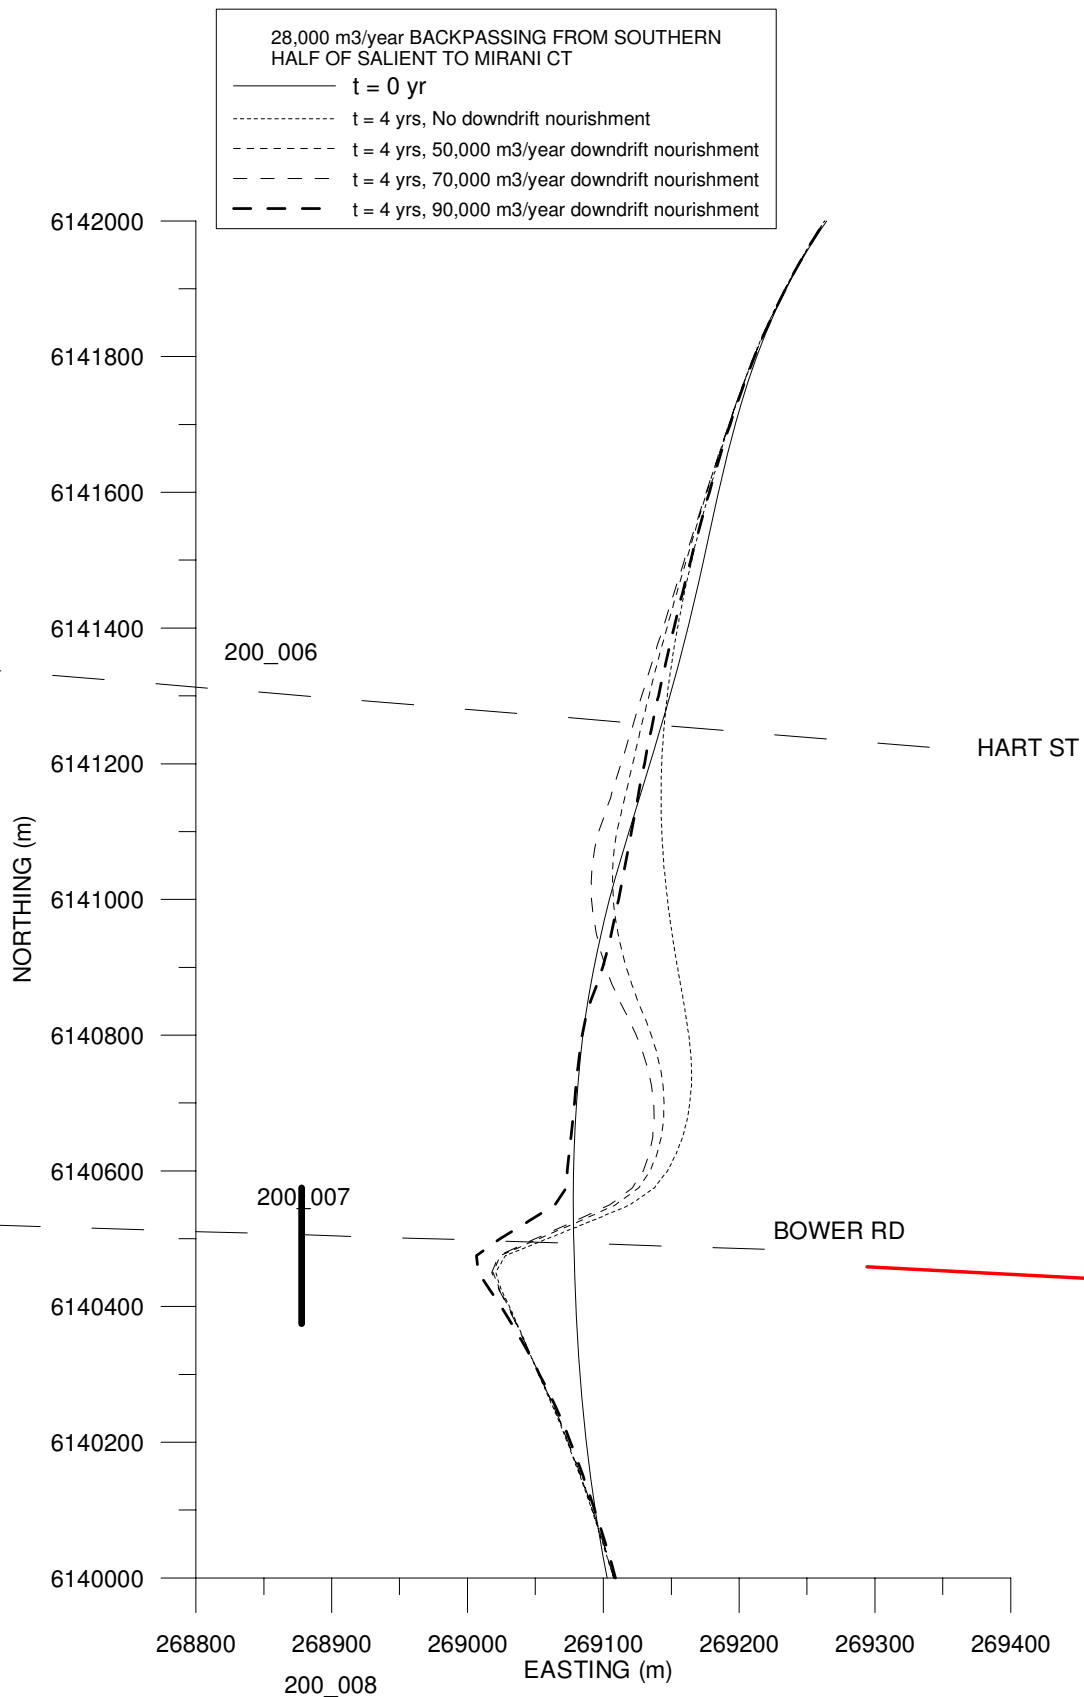 28,000 m3/year BACKPASSING FROM SOUTHERN
HALF OF SALIENT TO MIRANI CT
t = 0 yr
t = 4 yrs, No downdrift nourishment
t = 4 yrs, 50,000 m3/year downdrift nourishment
t = 4 yrs, 70,000 m3/year downdrift nourishment
t = 4 yrs, 90,000 m3/year downdrift nourishment
6142000
6141800
6141600
6141400
200_006
HART ST
6141200
NORTHING (m)
6141000
6140800
6140600
200_007
BOWER RD
6140400
6140200
6140000
268800 268900 269000 269100 269200 269300 269400
EASTING (m)
200_008